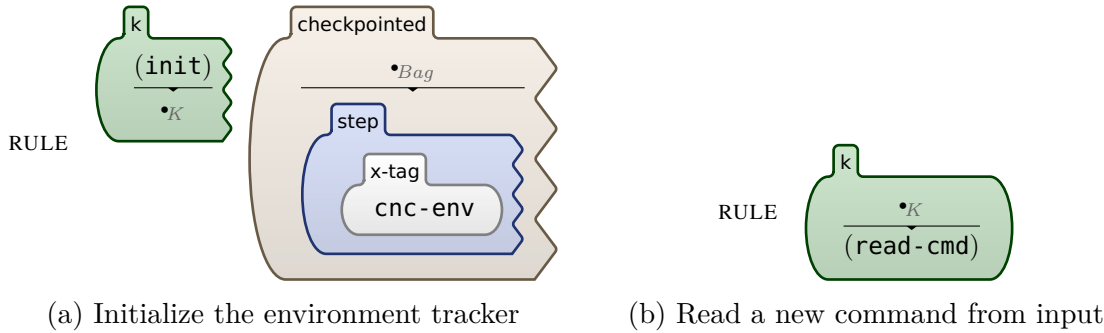 k
(init)
•K
RULE
checkpointed
•Bag
step
x-tag
cnc-env
(a) Initialize the environment tracker
k
•K
RULE
(read-cmd)
(b) Read a new command from input